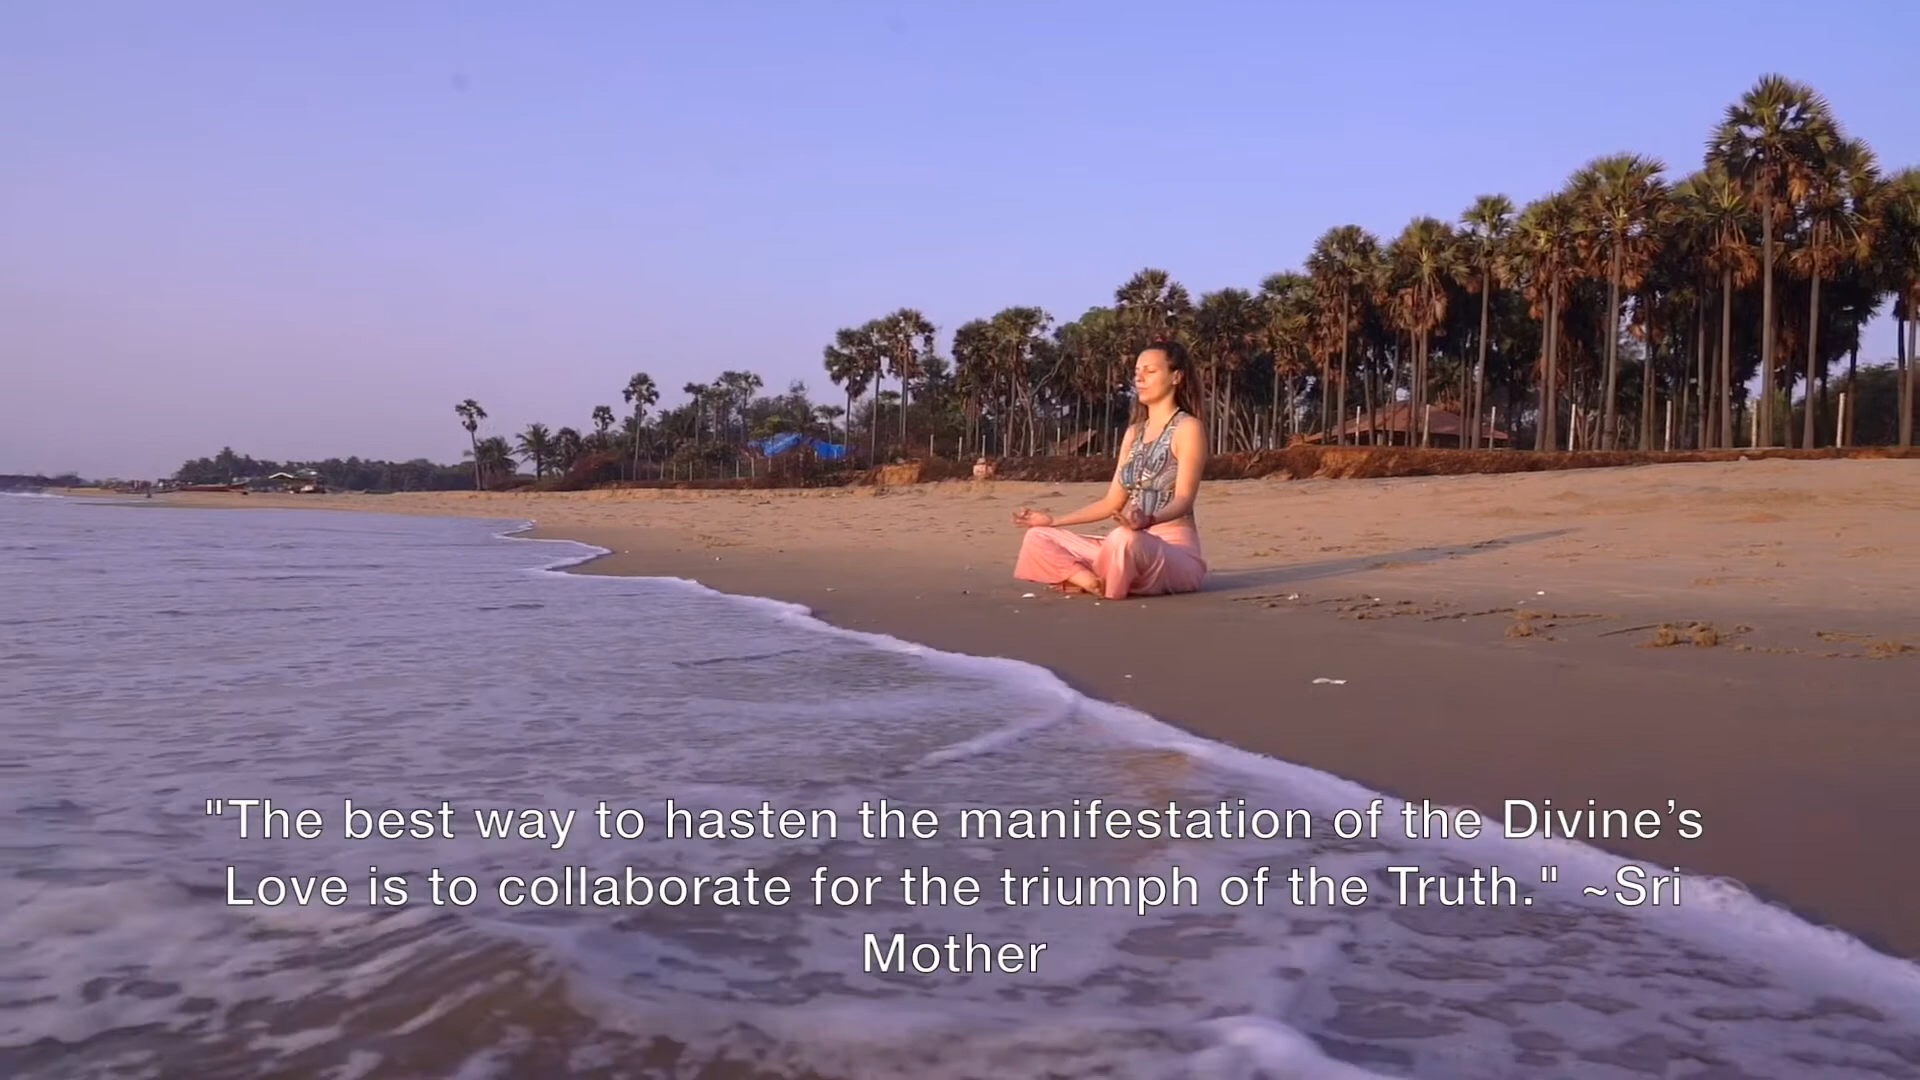 "The best way to hasten the manifestation of the Divine’s
Love is to collaborate for the triumph of the Truth." ~Sri
Mother